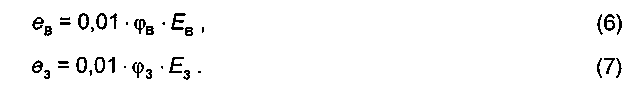 eв = 0,01 · φв · Eв , (6)
eз = 0,01 · φз · Eз . (7)